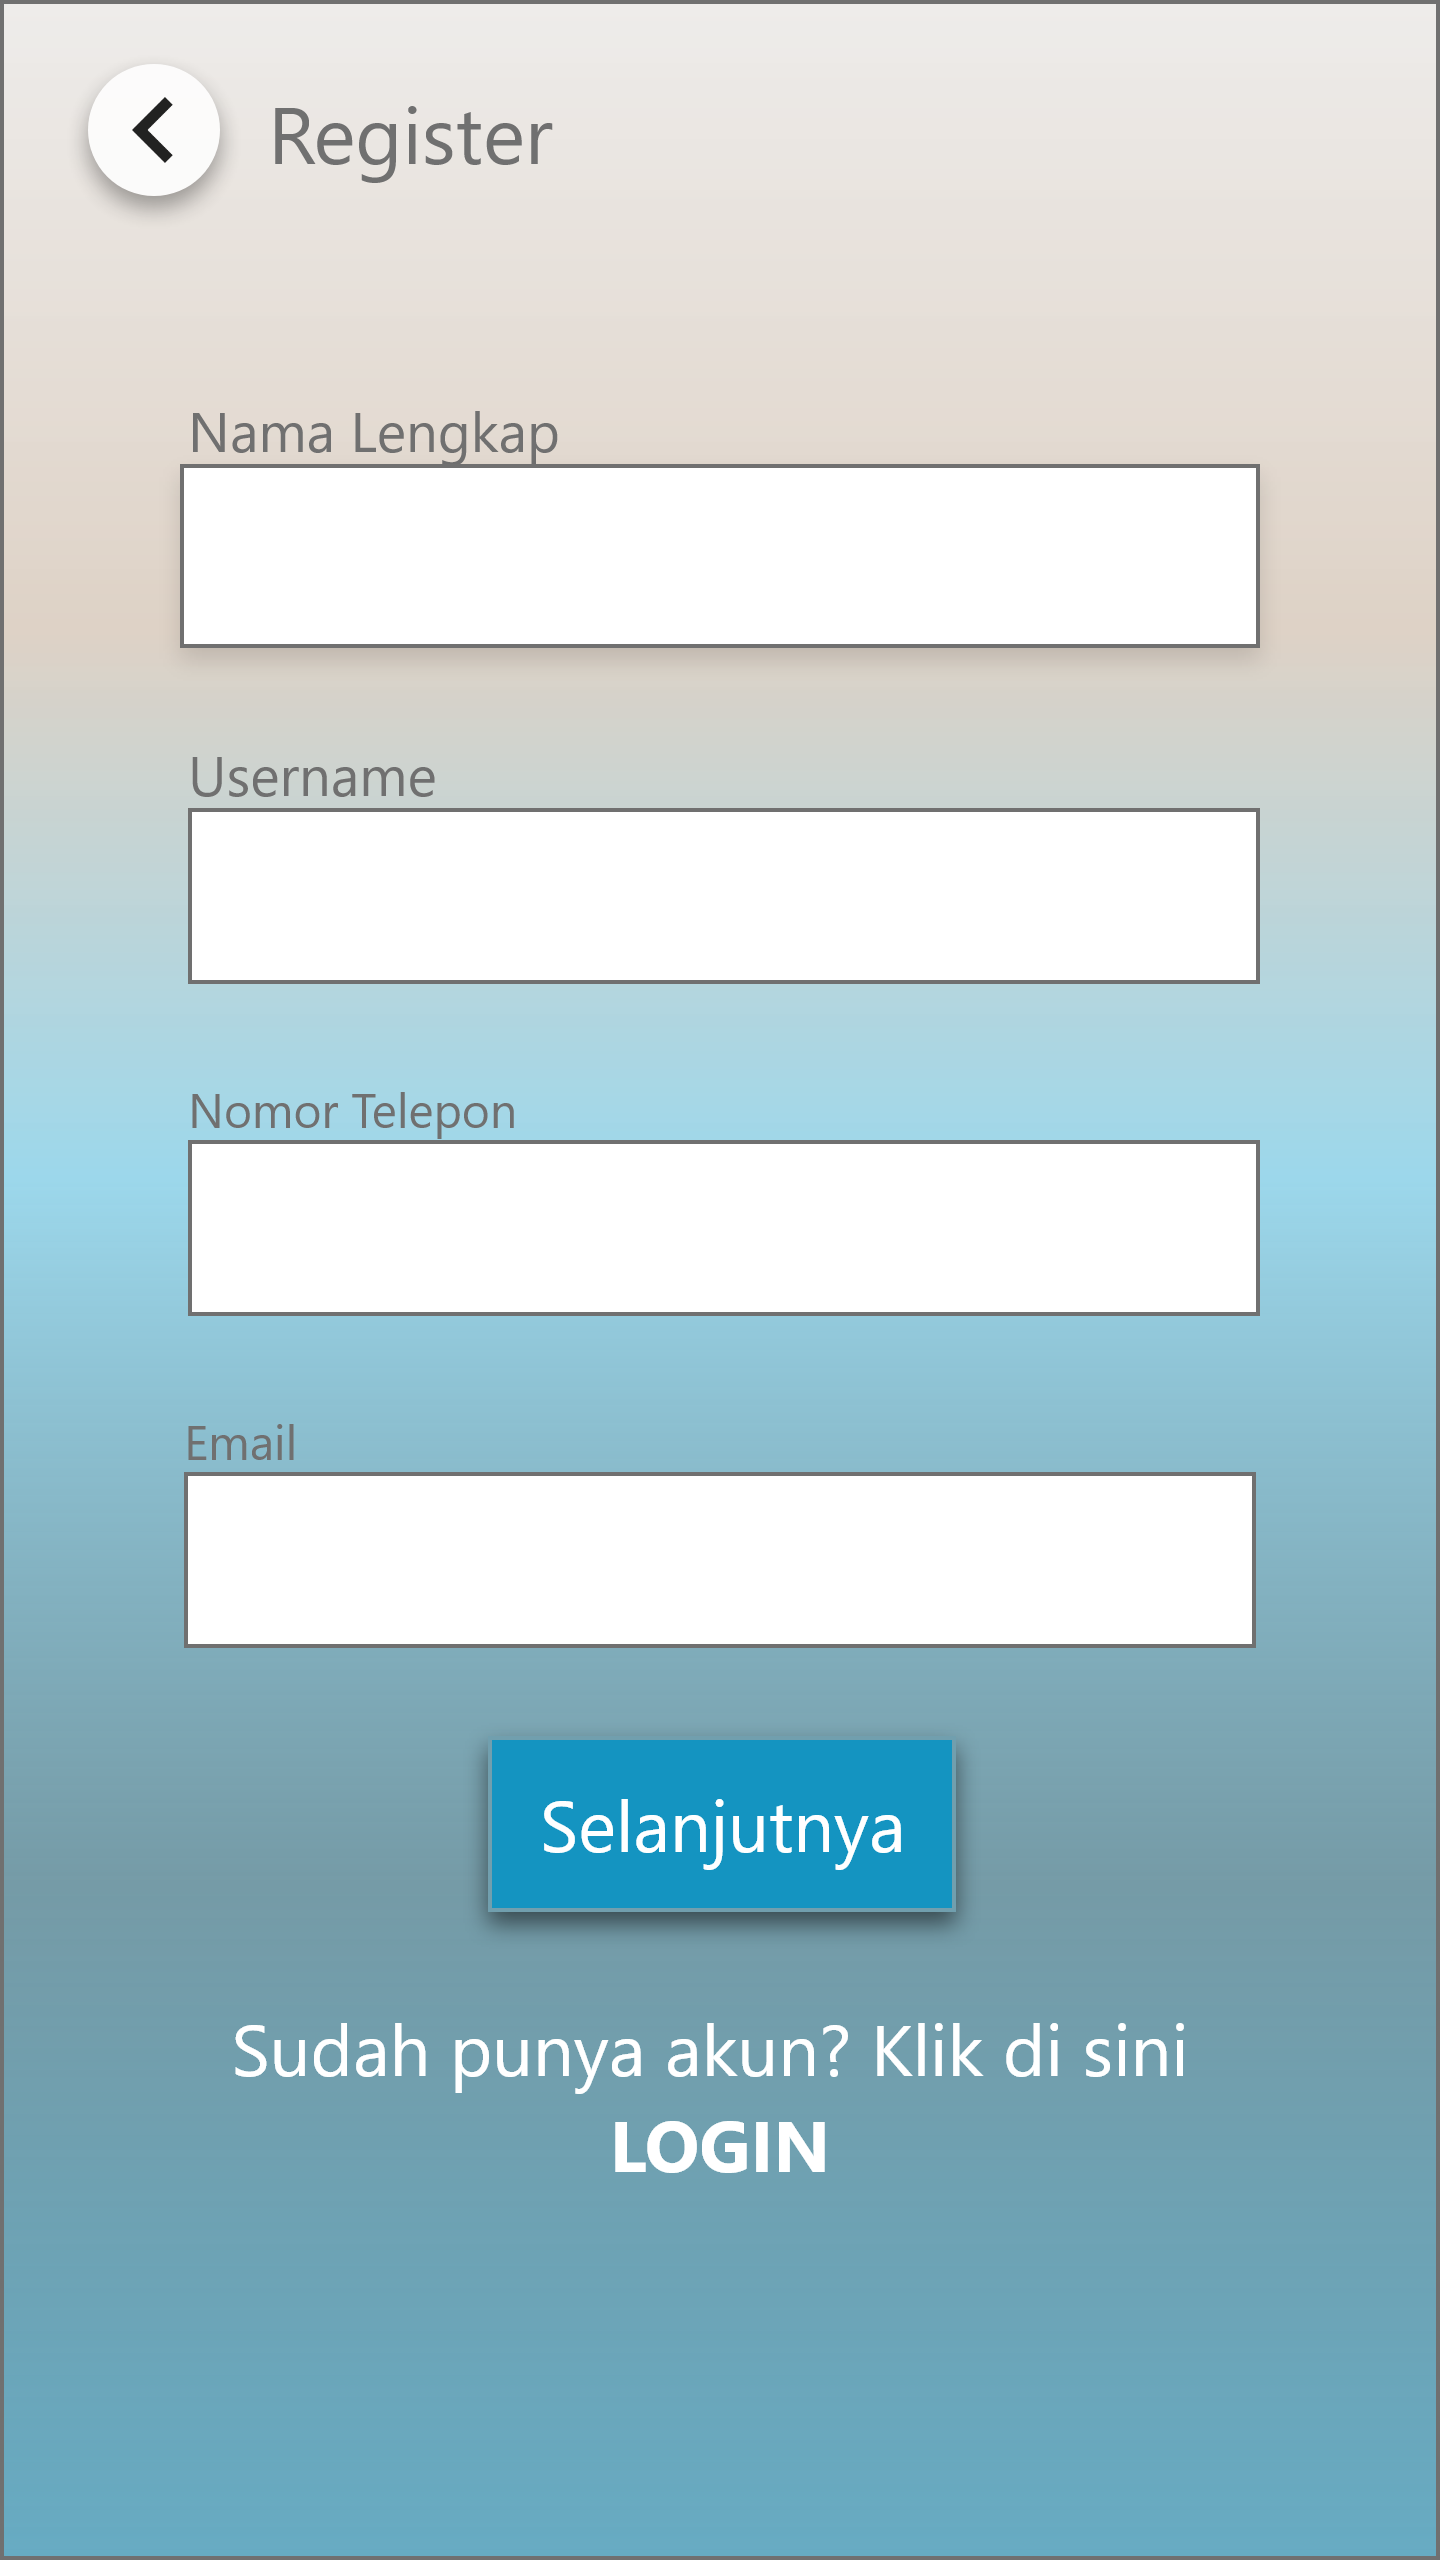 Register
Nama Lengkap
Username
Nomor Telepon
Email
Selanjutnya
Sudah punya akun? Klik di sini
LOGIN